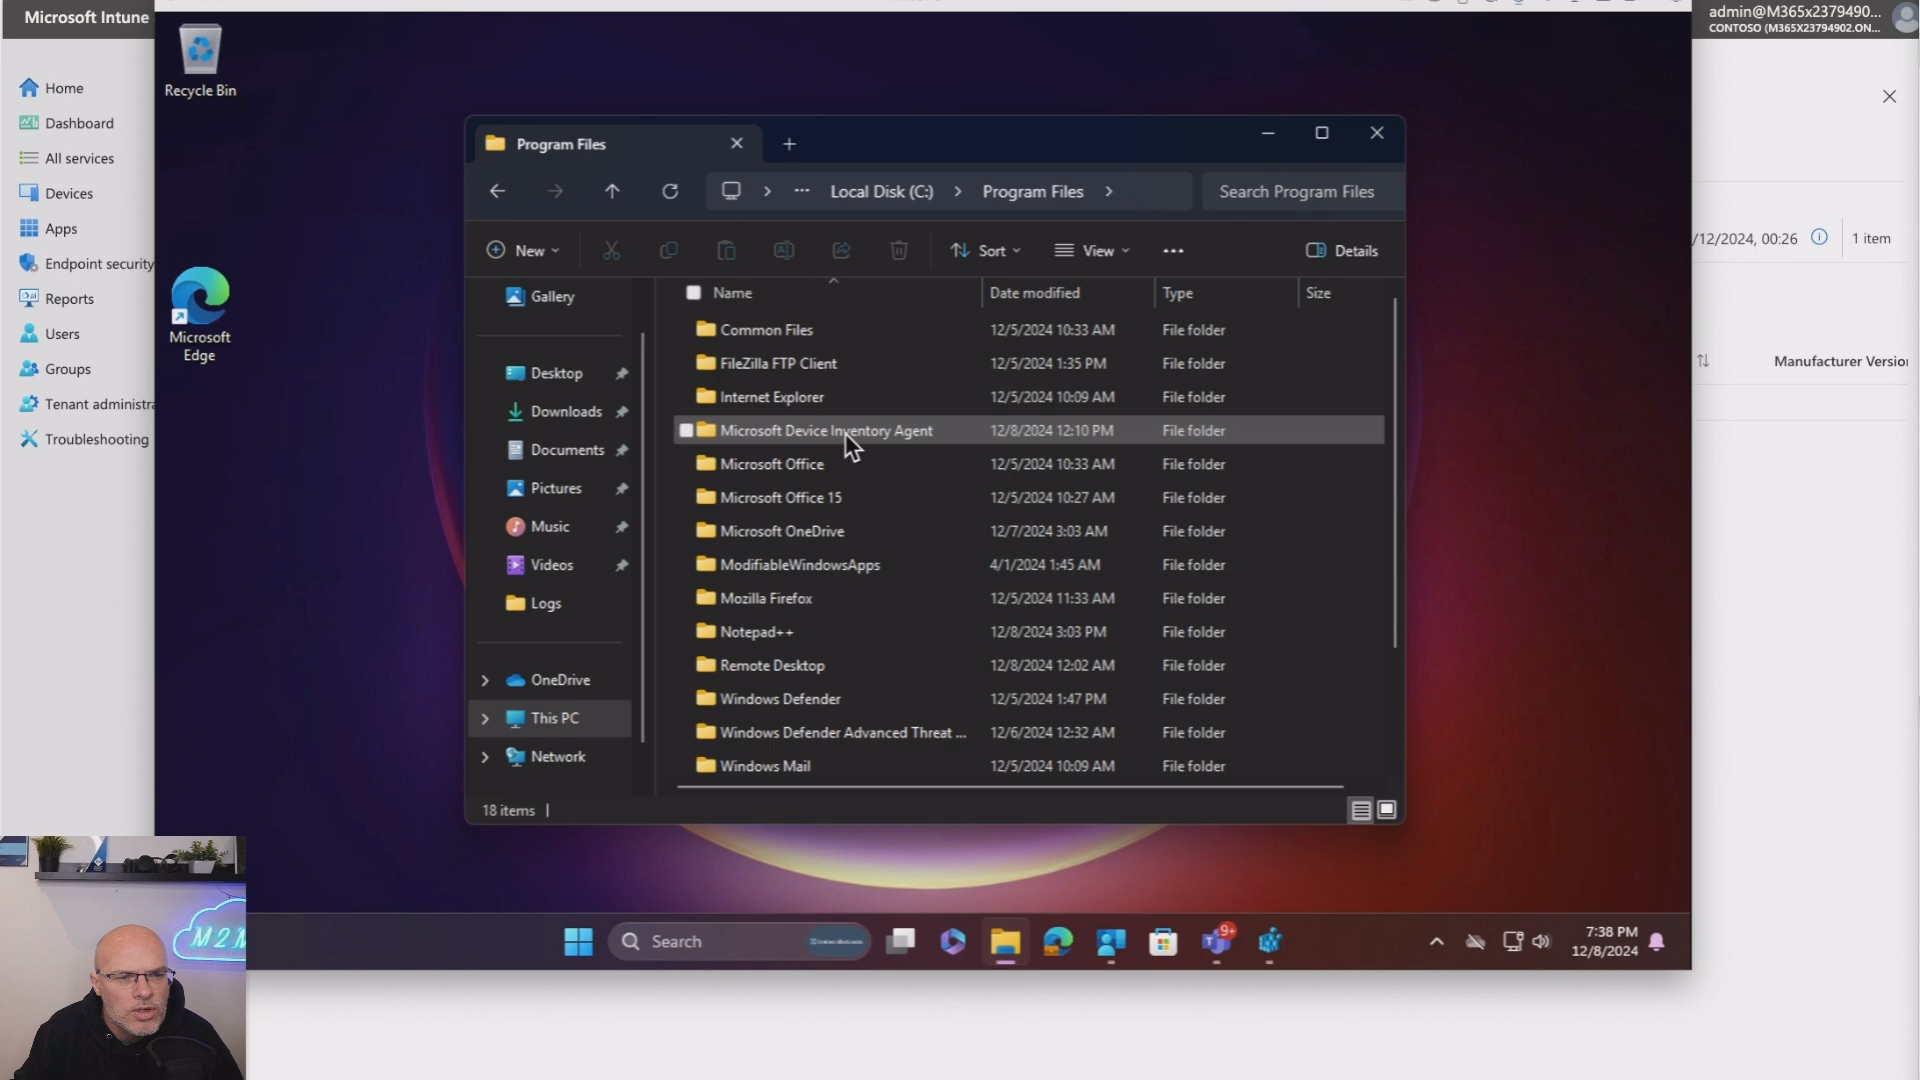 Microsoft Intune
admin@M365x2379490...
CONTOSO (M365X23794902.ON...
Home
Dashboard
All services
Devices
Apps
Endpoint security
Reports
Users
Groups
Tenant administra
Troubleshooting
Recycle Bin
Microsoft
Edge
Program Files
Local Disk (C:)
Program Files
Search Program Files
New
Sort
View
Details
Gallery
Desktop
Downloads
Documents
Pictures
Music
Videos
Logs
OneDrive
This PC
Network
Name Date modified Type Size
Common Files 12/5/2024 10:33 AM File folder
FileZilla FTP Client 12/5/2024 1:35 PM File folder
Internet Explorer 12/5/2024 10:09 AM File folder
Microsoft Device Inventory Agent 12/8/2024 12:10 PM File folder
Microsoft Office 12/5/2024 10:33 AM File folder
Microsoft Office 15 12/5/2024 10:27 AM File folder
Microsoft OneDrive 12/7/2024 3:03 AM File folder
ModifiableWindowsApps 4/1/2024 1:45 AM File folder
Mozilla Firefox 12/5/2024 11:33 AM File folder
Notepad++ 12/8/2024 3:03 PM File folder
Remote Desktop 12/8/2024 12:02 AM File folder
Windows Defender 12/5/2024 1:47 PM File folder
Windows Defender Advanced Threat ... 12/6/2024 12:32 AM File folder
Windows Mail 12/5/2024 10:09 AM File folder
18 items
/12/2024, 00:26
1 item
Manufacturer Version
Search
9+
7:38 PM
12/8/2024
M2M